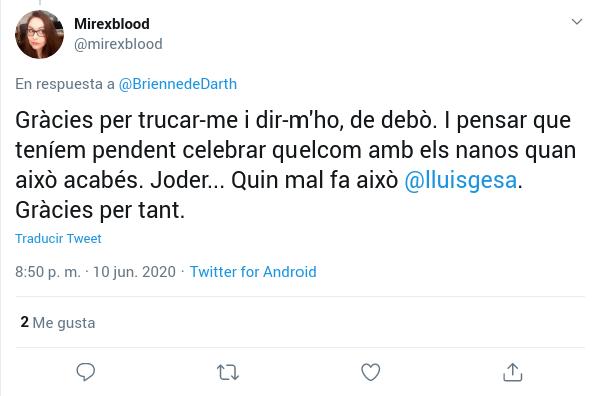 Mirexblood
@mirexblood
En respuesta a @BriennedeDarth
Gràcies per trucar-me i dir-m'ho, de debò. I pensar que
teníem pendent celebrar quelcom amb els nanos quan
això acabés. Joder... Quin mal fa això @lluisgesa.
Gràcies per tant.
Traducir Tweet
8:50 p. m. · 10 jun. 2020 · Twitter for Android
2 Me gusta